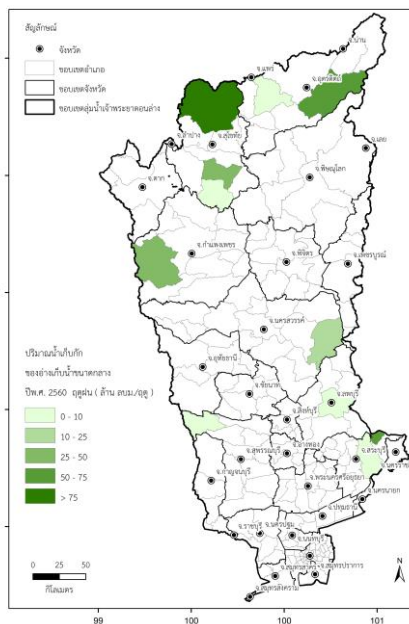 สัญลักษณ์
จังหวัด
ขอบเขตอำเภอ
ขอบเขตจังหวัด
ขอบเขตลุ่มน้ำเจ้าพระยาตอนล่าง
จ.น่าน
จ.แพร่
จ.อุตรดิตถ์
จ.ลำปาง
จ.สุโขทัย
จ.เลย
จ.ตาก
จ.พิษณุโลก
จ.กำแพงเพชร
จ.พิจิตร
จ.เพชรบูรณ์
จ.นครสวรรค์
จ.อุทัยธานี
จ.ชัยนาท
จ.ลพบุรี
จ.สิงห์บุรี
จ.อ่างทอง
จ.สุพรรณบุรี
จ.สระบุรี
จ.กาญจนบุรี
จ.พระนครศรีอยุธยา
จ.นครนายก
จ.ปทุมธานี
จ.ราชบุรี
จ.นครปฐม
จ.นนทบุรี
จ.สมุทรสาคร
จ.สมุทรปราการ
จ.สมุทรสงคราม
ปริมาณน้ำเก็บกัก
ของอ่างเก็บน้ำขนาดกลาง
ปีพ.ศ. 2560 ฤดูฝน ( ล้าน ลบม./ฤดู )
0 - 10
10 - 25
25 - 50
50 - 75
> 75
0 25 50
กิโลเมตร
N
99 100 100 101 101